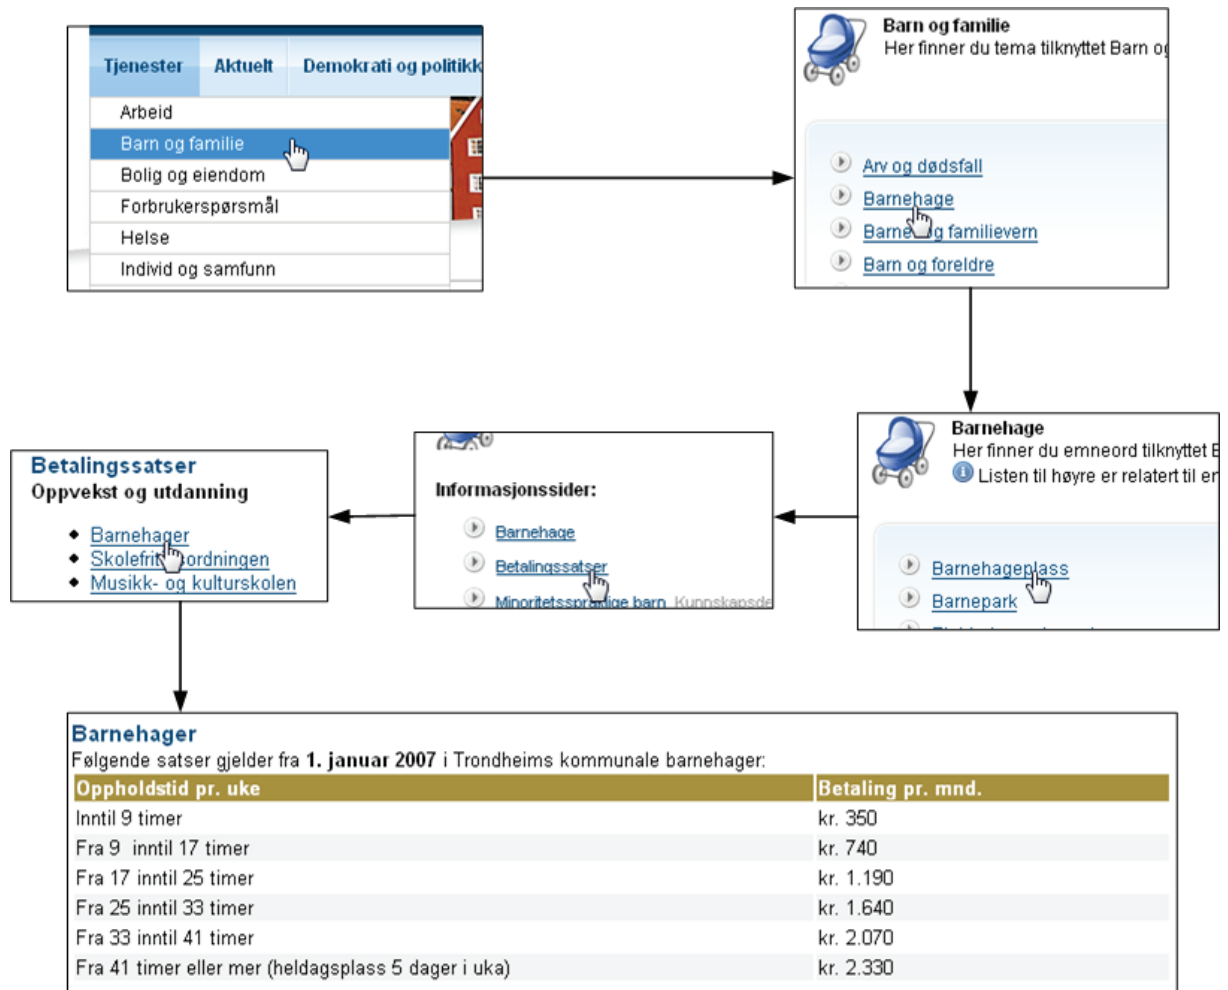 Tjenester Aktuelt Demokrati og politikk
Arbeid
Barn og familie
Bolig og eiendom
Forbrukerspørsmål
Helse
Individ og samfunn
Barn og familie
Her finner du tema tilknyttet Barn og
Arv og dødsfall
Barnehage
Barne og familievern
Barn og foreldre
Barnehage
Her finner du emneord tilknyttet B
Listen til høyre er relatert til en
Barnehageplass
Barnepark
Informasjonssider:
Barnehage
Betalingssatser
Minoritetsspråklige barn Kunnskapsde
Betalingssatser
Oppvekst og utdanning
Barnehager
Skolefritidsordningen
Musikk- og kulturskolen
Barnehager
Følgende satser gjelder fra 1. januar 2007 i Trondheims kommunale barnehager:
Oppholdstid pr. uke Betaling pr. mnd.
Inntil 9 timer kr. 350
Fra 9 inntil 17 timer kr. 740
Fra 17 inntil 25 timer kr. 1.190
Fra 25 inntil 33 timer kr. 1.640
Fra 33 inntil 41 timer kr. 2.070
Fra 41 timer eller mer (heldagsplass 5 dager i uka) kr. 2.330